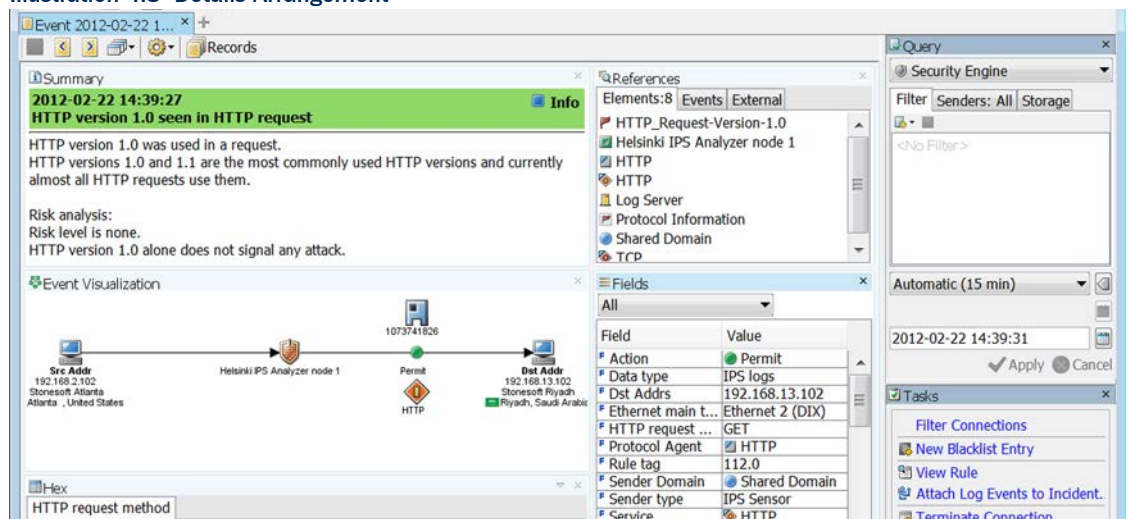 Illustration 4.8 Details Arrangement
Event 2012-02-22 1...
Records
Summary
2012-02-22 14:39:27
Info
HTTP version 1.0 seen in HTTP request
HTTP version 1.0 was used in a request.
HTTP versions 1.0 and 1.1 are the most commonly used HTTP versions and currently
almost all HTTP requests use them.
Risk analysis:
Risk level is none.
HTTP version 1.0 alone does not signal any attack.
Event Visualization
1073741826
Src Addr
192.168.2.102
Stonesoft Atlanta
Atlanta , United States
Helsinki IPS Analyzer node 1
Permit
HTTP
Dst Addr
192.168.13.102
Stonesoft Riyadh
Riyadh, Saudi Arabia
Hex
HTTP request method
References
Elements:8 Events External
HTTP_Request-Version-1.0
Helsinki IPS Analyzer node 1
HTTP
HTTP
Log Server
Protocol Information
Shared Domain
TCP
Fields
All
Field Value
Action Permit
Data type IPS logs
Dst Addrs 192.168.13.102
Ethernet main t... Ethernet 2 (DIX)
HTTP request ... GET
Protocol Agent HTTP
Rule tag 112.0
Sender Domain Shared Domain
Sender type IPS Sensor
Service HTTP
Query
Security Engine
Filter Senders: All Storage
<No Filter>
Automatic (15 min)
2012-02-22 14:39:31
Apply Cancel
Tasks
Filter Connections
New Blacklist Entry
View Rule
Attach Log Events to Incident.
Terminate Connection